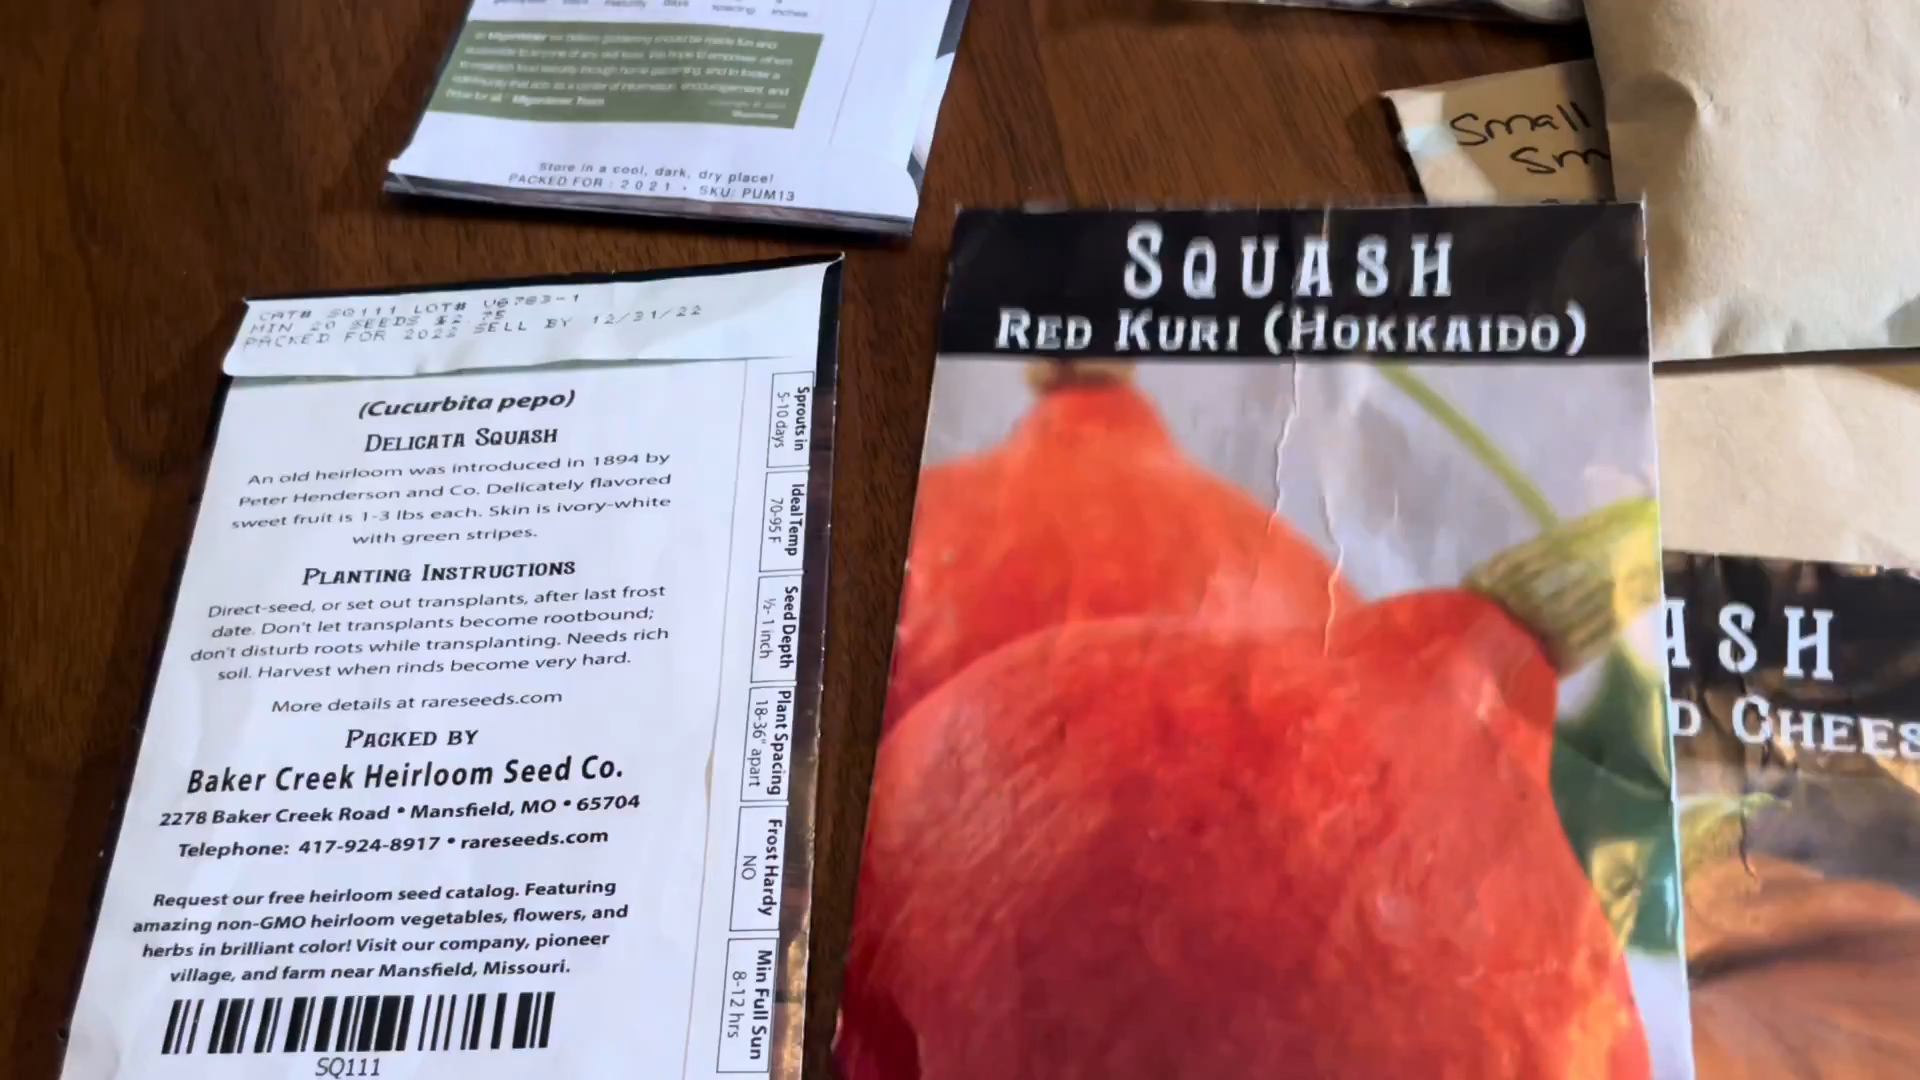 spacing inches
Store in a cool, dark, dry place!
PACKED FOR : 2021 • SKU: PUM13
Small
Sm
CAT# SQ111 LOT# V6783-1
MIN 20 SEEDS $2.75
PACKED FOR 2022 SELL BY 12/31/22
(Cucurbita pepo)
DELICATA SQUASH
An old heirloom was introduced in 1894 by
Peter Henderson and Co. Delicately flavored
sweet fruit is 1-3 lbs each. Skin is ivory-white
with green stripes.
PLANTING INSTRUCTIONS
Direct-seed, or set out transplants, after last frost
date. Don't let transplants become rootbound;
don't disturb roots while transplanting. Needs rich
soil. Harvest when rinds become very hard.
More details at rareseeds.com
PACKED BY
Baker Creek Heirloom Seed Co.
2278 Baker Creek Road • Mansfield, MO • 65704
Telephone: 417-924-8917 • rareseeds.com
Request our free heirloom seed catalog. Featuring
amazing non-GMO heirloom vegetables, flowers, and
herbs in brilliant color! Visit our company, pioneer
village, and farm near Mansfield, Missouri.
SQ111
Sprouts in
5-10 days
Ideal Temp
70-95 F
Seed Depth
½- 1 inch
Plant Spacing
18-36" apart
Frost Hardy
NO
Min Full Sun
8-12 hrs
SQUASH
RED KURI (HOKKAIDO)
ASH
D CHEES